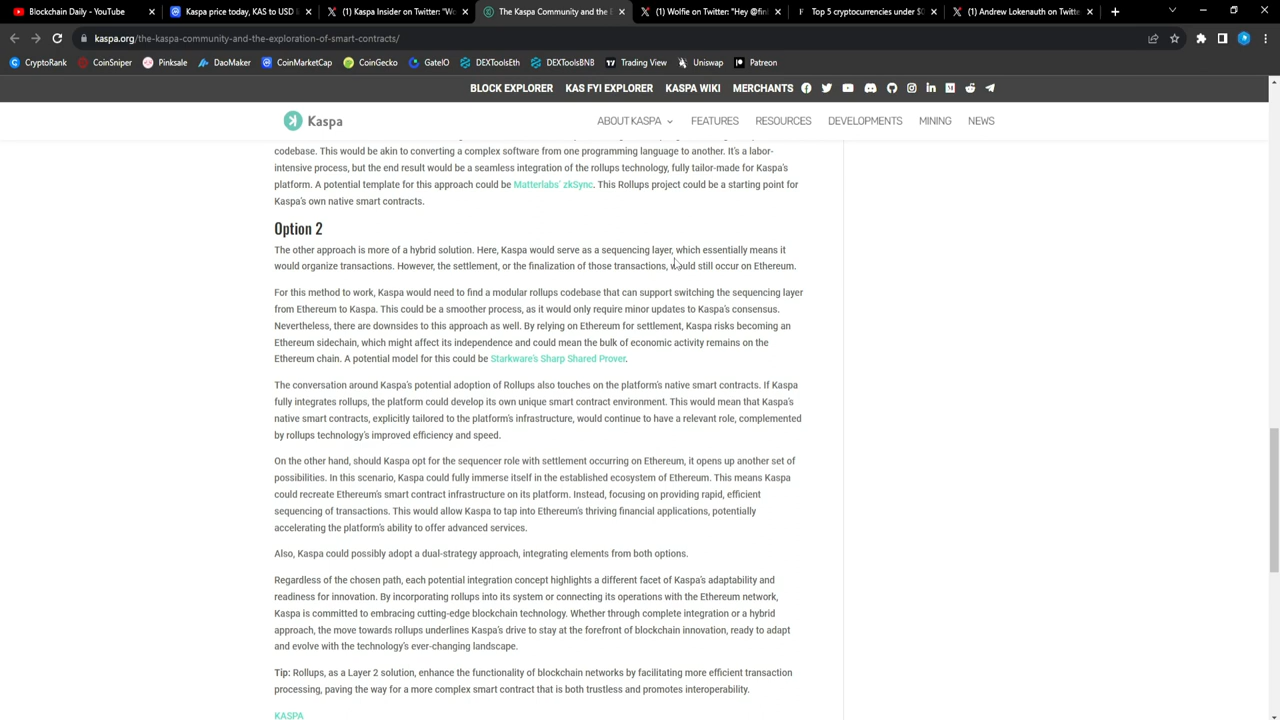 Blockchain Daily - YouTube
Kaspa price today, KAS to USD
(1) Kaspa Insider on Twitter: "We
The Kaspa Community and the E
(1) Wolfie on Twitter: "Hey @fin
Top 5 cryptocurrencies under $0
(1) Andrew Lokenauth on Twitter:
kaspa.org/the-kaspa-community-and-the-exploration-of-smart-contracts/
CryptoRank
CoinSniper
Pinksale
DaoMaker
CoinMarketCap
CoinGecko
GateIO
DEXToolsEth
DEXToolsBNB
Trading View
Uniswap
Patreon
BLOCK EXPLORER KAS FYI EXPLORER KASPA WIKI MERCHANTS
Kaspa
ABOUT KASPA FEATURES RESOURCES DEVELOPMENTS MINING NEWS
codebase. This would be akin to converting a complex software from one programming language to another. It's a labor-
intensive process, but the end result would be a seamless integration of the rollups technology, fully tailor-made for Kaspa's
platform. A potential template for this approach could be Matterlabs' zkSync. This Rollups project could be a starting point for
Kaspa's own native smart contracts.
Option 2
The other approach is more of a hybrid solution. Here, Kaspa would serve as a sequencing layer, which essentially means it
would organize transactions. However, the settlement, or the finalization of those transactions, would still occur on Ethereum.
For this method to work, Kaspa would need to find a modular rollups codebase that can support switching the sequencing layer
from Ethereum to Kaspa. This could be a smoother process, as it would only require minor updates to Kaspa's consensus.
Nevertheless, there are downsides to this approach as well. By relying on Ethereum for settlement, Kaspa risks becoming an
Ethereum sidechain, which might affect its independence and could mean the bulk of economic activity remains on the
Ethereum chain. A potential model for this could be Starkware's Sharp Shared Prover.
The conversation around Kaspa's potential adoption of Rollups also touches on the platform's native smart contracts. If Kaspa
fully integrates rollups, the platform could develop its own unique smart contract environment. This would mean that Kaspa's
native smart contracts, explicitly tailored to the platform's infrastructure, would continue to have a relevant role, complemented
by rollups technology's improved efficiency and speed.
On the other hand, should Kaspa opt for the sequencer role with settlement occurring on Ethereum, it opens up another set of
possibilities. In this scenario, Kaspa could fully immerse itself in the established ecosystem of Ethereum. This means Kaspa
could recreate Ethereum's smart contract infrastructure on its platform. Instead, focusing on providing rapid, efficient
sequencing of transactions. This would allow Kaspa to tap into Ethereum's thriving financial applications, potentially
accelerating the platform's ability to offer advanced services.
Also, Kaspa could possibly adopt a dual-strategy approach, integrating elements from both options.
Regardless of the chosen path, each potential integration concept highlights a different facet of Kaspa's adaptability and
readiness for innovation. By incorporating rollups into its system or connecting its operations with the Ethereum network,
Kaspa is committed to embracing cutting-edge blockchain technology. Whether through complete integration or a hybrid
approach, the move towards rollups underlines Kaspa's drive to stay at the forefront of blockchain innovation, ready to adapt
and evolve with the technology's ever-changing landscape.
Tip: Rollups, as a Layer 2 solution, enhance the functionality of blockchain networks by facilitating more efficient transaction
processing, paving the way for a more complex smart contract that is both trustless and promotes interoperability.
KASPA